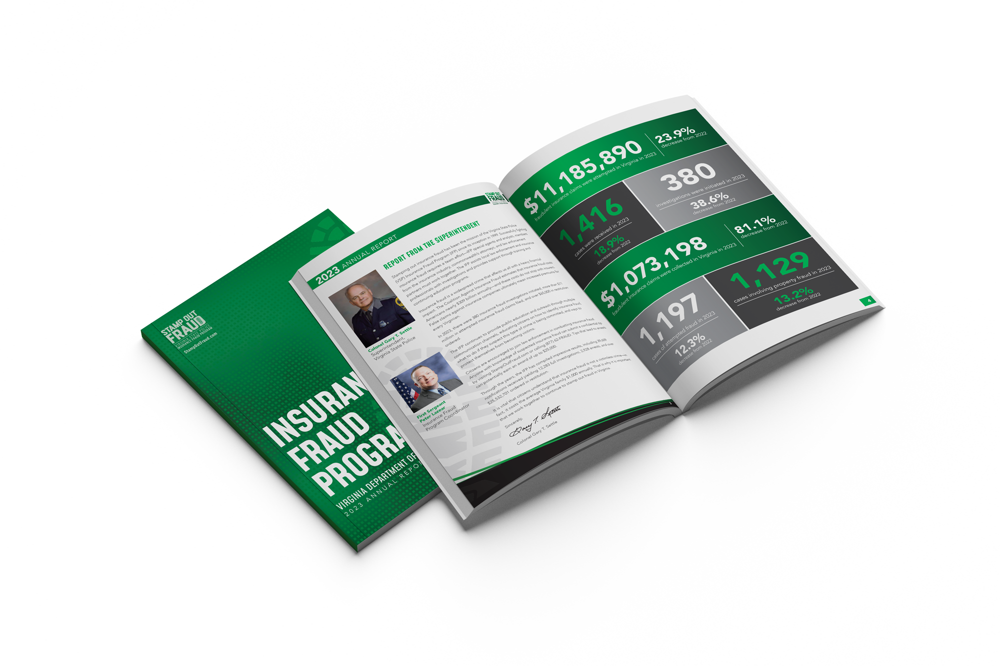 STAMP OUT
FRAUD
VIRGINIA STATE POLICE
INSURANCE FRAUD PROGRAM
StampOutFraud.com
INSURAN
FRAUD
PROGRA
VIRGINIA DEPARTMENT OF
2023 ANNUAL REPO
2023 ANNUAL REPORT
STAMP OUT
FRAUD
REPORT FROM THE SUPERINTENDENT
Stamping out insurance fraud has been the mission of the Virginia State Police
(VSP) Insurance Fraud Program (IFP) since its inception in 1999. Successfully fighting
insurance fraud requires a team effort—IFP special agents and analysts, members
from the insurance industry, commonwealth's attorneys, and law enforcement
partners must work together. The IFP assists local law enforcement and insurance
professionals with investigations and provides support through training and
continuing education programs.
Insurance fraud is a widespread crime that affects us all with a heavy financial
impact. The Coalition Against Insurance Fraud estimates that insurance fraud costs
Americans nearly $309 billion annually—and these costs do not stop with insurers.
False claims against insurance companies ultimately mean increased premiums for
every Virginian.
In 2023, there were 380 insurance fraud investigations initiated, more than $11
million in attempted insurance fraud claims filed, and over $65,000 in restitution
ordered.
The IFP continues to provide public education and outreach through multiple
communication channels, educating citizens on how to identify insurance fraud,
what to do if they suspect this type of crime is being committed, and ways to
protect themselves from becoming victims.
Citizens are encouraged to join law enforcement in combatting insurance fraud.
Anyone with knowledge of suspected insurance fraud can submit a confidential tip
by visiting StampOutFraud.com or calling (877) 62-FRAUD. Tips that lead to arrests
can potentially earn an award of up to $25,000.
Through the years, the IFP has compiled impressive results, including 39,609
notifications received yielding 12,283 full investigations, 2,928 arrests, and over
$25,532,701 ordered in restitution.
It is vital that citizens understand that insurance fraud is not a victimless crime—in
fact, it costs the average Virginia family $1,000 annually. That is why it is important
that we work together to continue to stamp out fraud in Virginia.
Sincerely,
Gary T. Settle
Colonel Gary T. Settle
Colonel Gary T. Settle
Superintendent,
Virginia State Police
First Sergeant
Peter Lazear
Insurance Fraud
Program Coordinator
3
$11,185,890
fraudulent insurance claims were attempted in Virginia in 2023
23.9%
decrease from 2022
1,416
cases were received in 2023
18.9%
decrease from 2022
380
investigations were initiated in 2023
38.6%
decrease from 2022
$1,073,198
fraudulent insurance claims were collected in Virginia in 2023
81.1%
decrease from 2022
1,197
cases of attempted fraud in 2023
12.3%
decrease from 2022
1,129
cases involving property fraud in 2023
13.2%
decrease from 2022
4